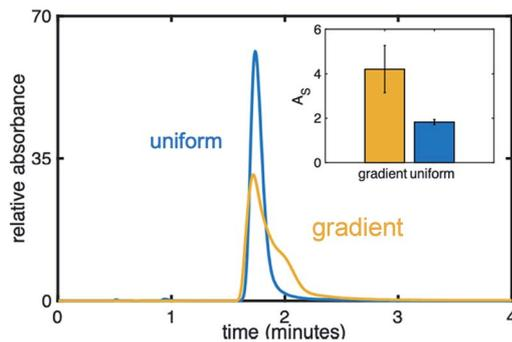 70
6
4
uniform
A_S
2
35
0
gradient uniform
gradient
0
0
1
2
3
4
time (minutes)
relative absorbance